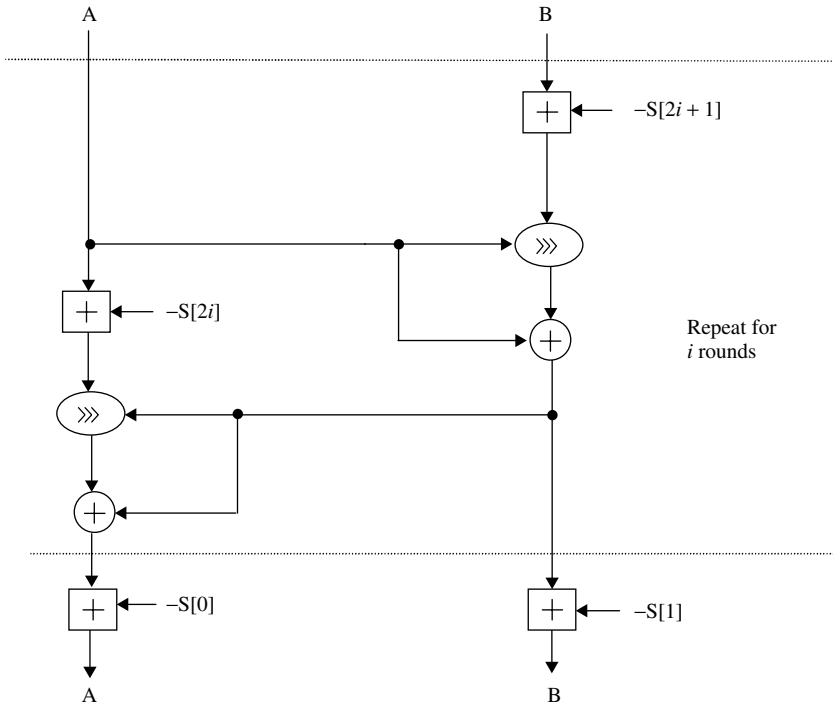 A
B
+
–S[2i + 1]
⋙
+
–S[2i]
+
Repeat for
i rounds
⋙
+
+
–S[0]
+
–S[1]
A
B